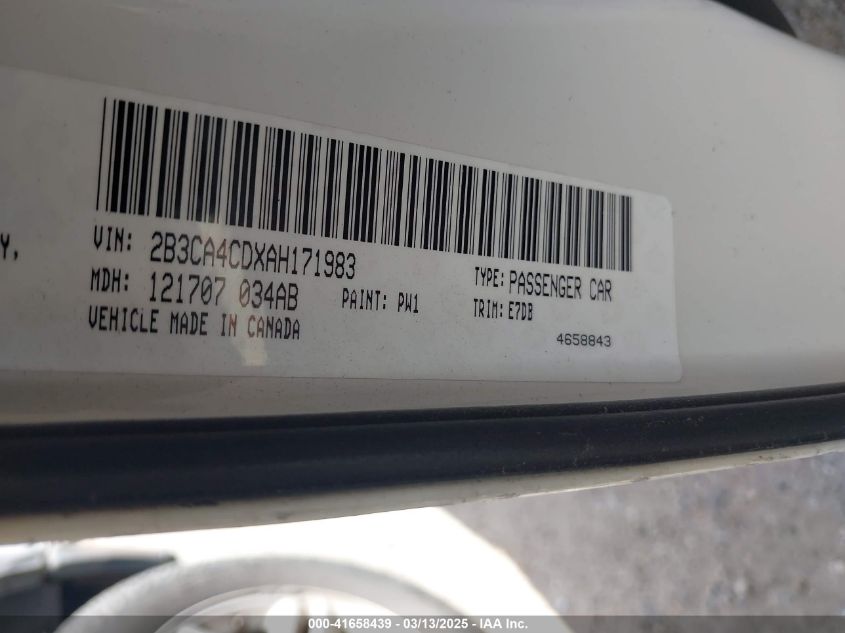 Y,
VIN: 2B3CA4CDXAH171983
TYPE: PASSENGER CAR
MDH: 121707 034AB
PAINT: PW1
TRIM: E7DB
VEHICLE MADE IN CANADA
4658843
000-41658439 - 03/13/2025 - IAA Inc.